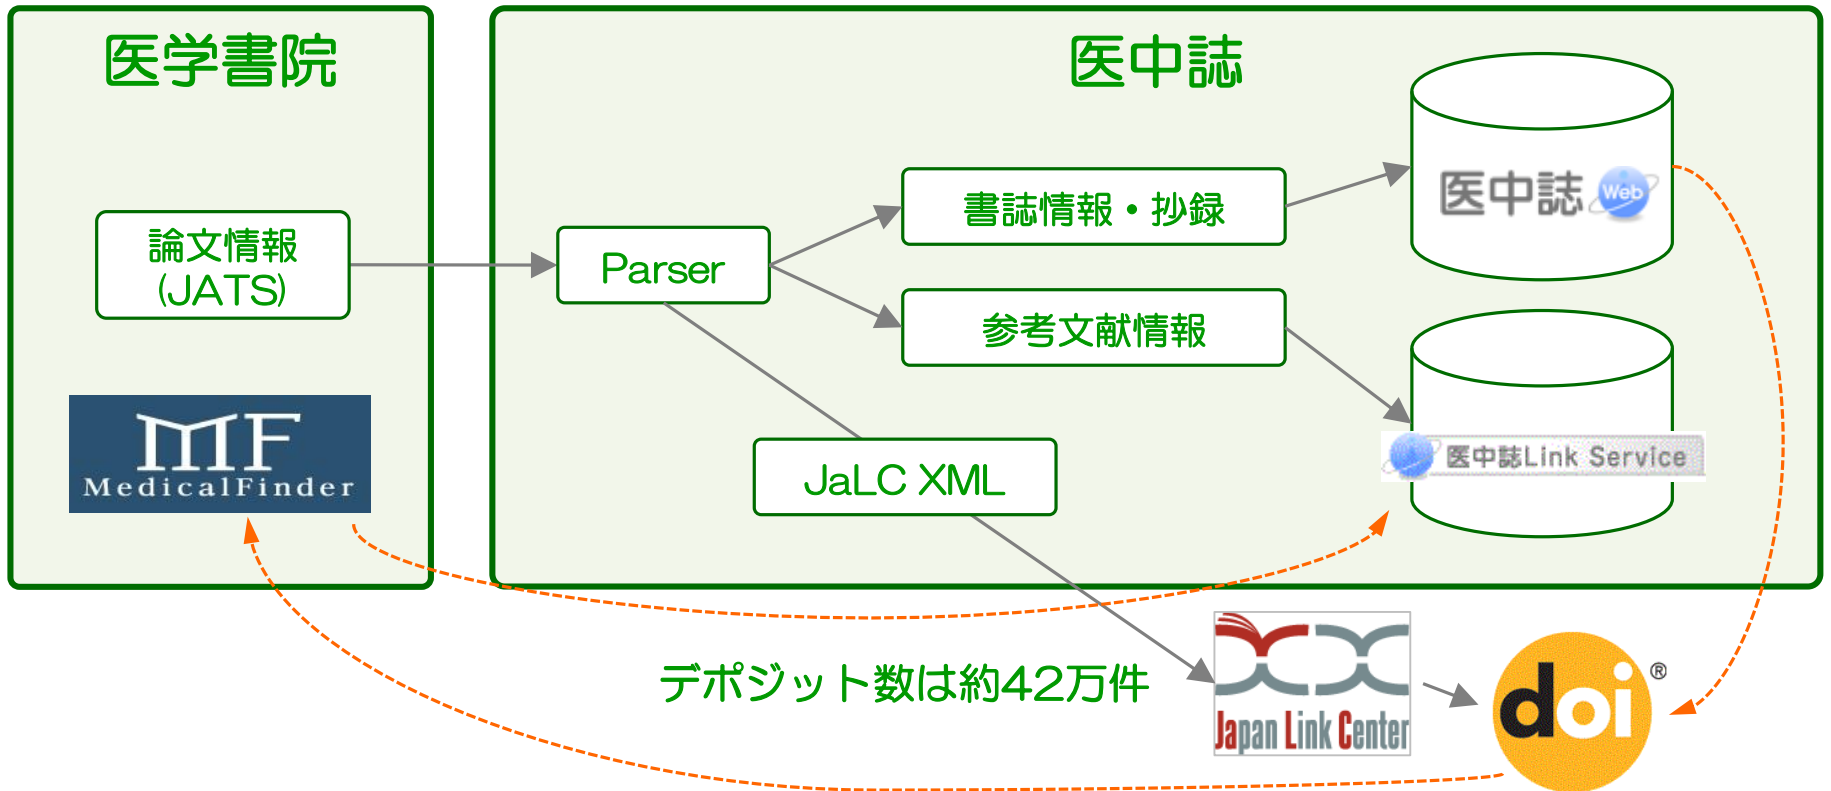 医学書院
論文情報
(JATS)
MF
MedicalFinder
医中誌
Parser
書誌情報・抄録
参考文献情報
JaLC XML
医中誌 Web
医中誌Link Service
デポジット数は約42万件
Japan Link Center
doi®